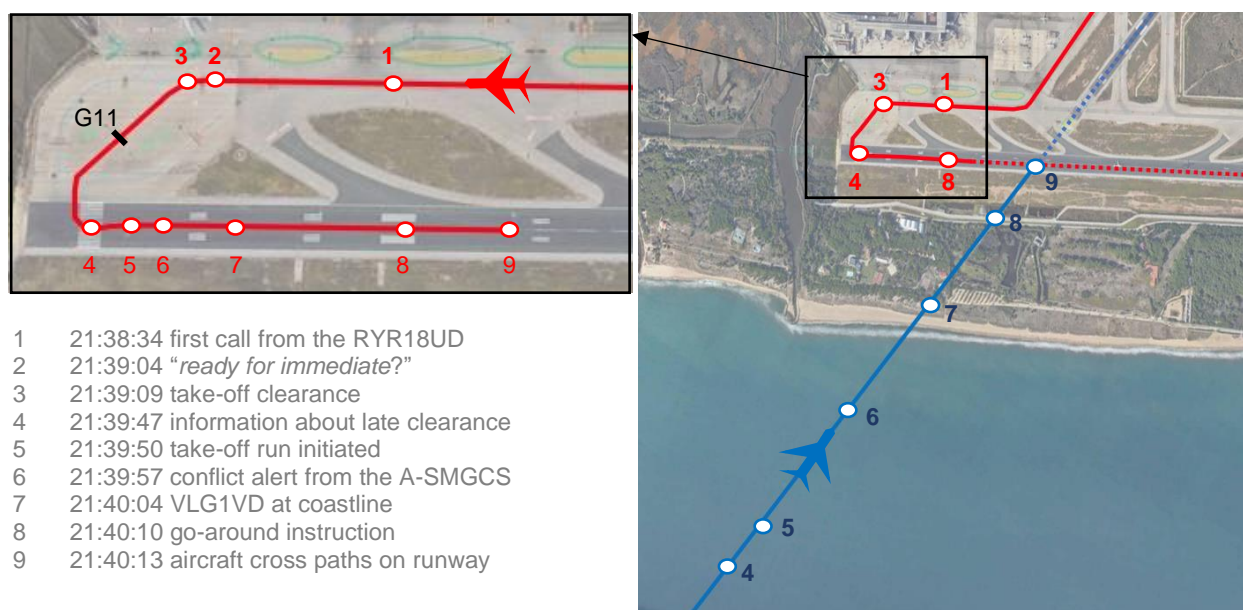 3 2 1
G11
4 5 6 7 8 9
3 1
4 8
9
8
7
6
5
4
1 21:38:34 first call from the RYR18UD
2 21:39:04 “ready for immediate?”
3 21:39:09 take-off clearance
4 21:39:47 information about late clearance
5 21:39:50 take-off run initiated
6 21:39:57 conflict alert from the A-SMGCS
7 21:40:04 VLG1VD at coastline
8 21:40:10 go-around instruction
9 21:40:13 aircraft cross paths on runway